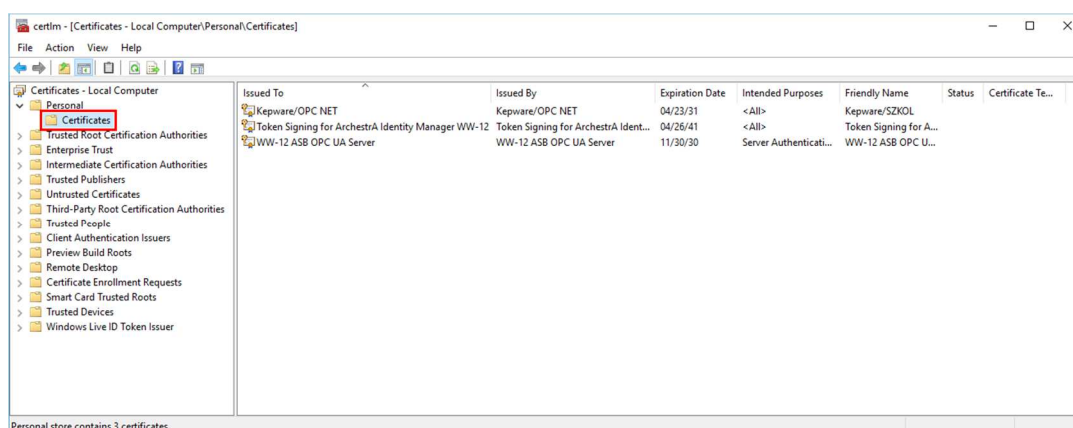 certlm - [Certificates - Local Computer\Personal\Certificates]
File Action View Help
Certificates - Local Computer
Personal
Certificates
Trusted Root Certification Authorities
Enterprise Trust
Intermediate Certification Authorities
Trusted Publishers
Untrusted Certificates
Third-Party Root Certification Authorities
Trusted People
Client Authentication Issuers
Preview Build Roots
Remote Desktop
Certificate Enrollment Requests
Smart Card Trusted Roots
Trusted Devices
Windows Live ID Token Issuer
Issued To Issued By Expiration Date Intended Purposes Friendly Name Status Certificate Te...
Kepware/OPC NET Kepware/OPC NET 04/23/31 <All> Kepware/SZKOL
Token Signing for ArchestrA Identity Manager WW-12 Token Signing for ArchestrA Ident... 04/26/41 <All> Token Signing for A...
WW-12 ASB OPC UA Server WW-12 ASB OPC UA Server 11/30/30 Server Authenticati... WW-12 ASB OPC U...
Personal store contains 3 certificates.